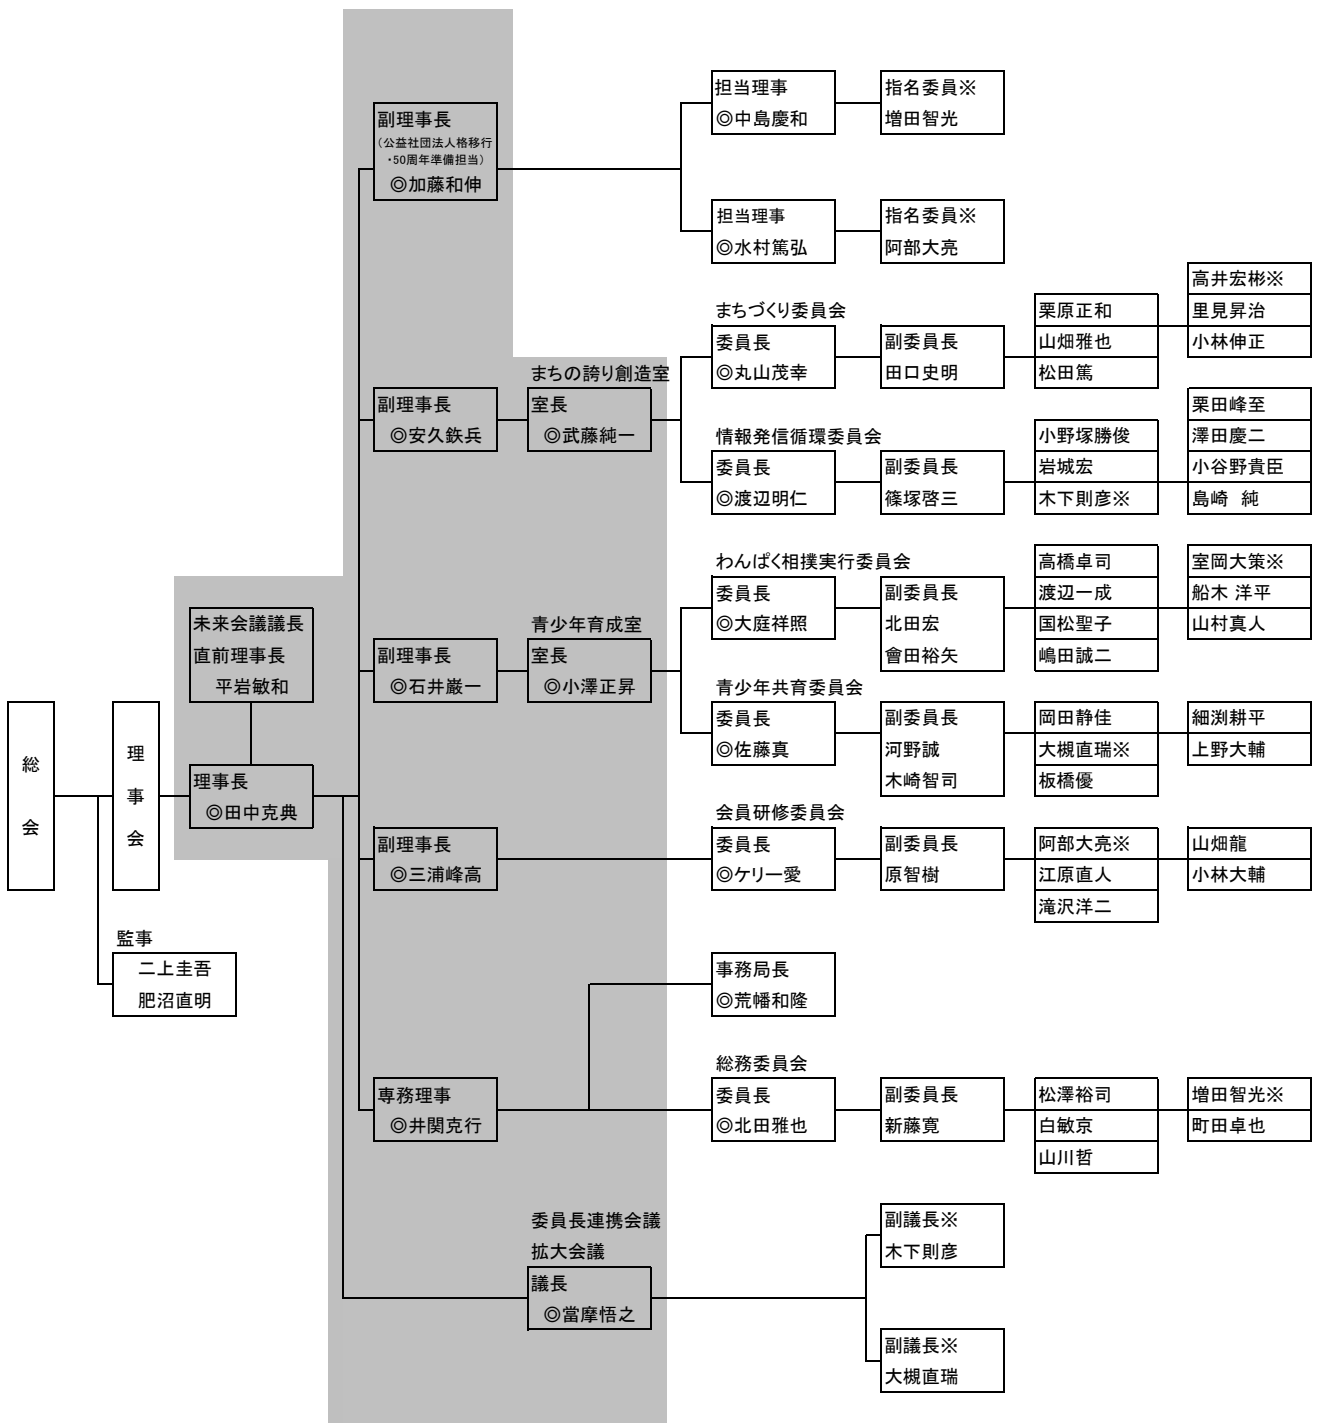 総会
理事会
監事
二上圭吾
肥沼直明
未来会議議長
直前理事長
平岩敏和
理事長
◎田中克典
副理事長
(公益社団法人格移行
・50周年準備担当)
◎加藤和伸
担当理事
◎中島慶和
指名委員※
増田智光
担当理事
◎水村篤弘
指名委員※
阿部大亮
副理事長
◎安久鉄兵
まちの誇り創造室
室長
◎武藤純一
まちづくり委員会
委員長
◎丸山茂幸
副委員長
田口史明
栗原正和
山畑雅也
松田篤
高井宏彬※
里見昇治
小林伸正
情報発信循環委員会
委員長
◎渡辺明仁
副委員長
篠塚啓三
小野塚勝俊
岩城宏
木下則彦※
栗田峰至
澤田慶二
小谷野貴臣
島崎 純
副理事長
◎石井巌一
青少年育成室
室長
◎小澤正昇
わんぱく相撲実行委員会
委員長
◎大庭祥照
副委員長
北田宏
會田裕矢
高橋卓司
渡辺一成
国松聖子
嶋田誠二
室岡大策※
船木 洋平
山村真人
青少年共育委員会
委員長
◎佐藤真
副委員長
河野誠
木崎智司
岡田静佳
大槻直瑞※
板橋優
細渕耕平
上野大輔
副理事長
◎三浦峰高
会員研修委員会
委員長
◎ケリー愛
副委員長
原智樹
阿部大亮※
江原直人
滝沢洋二
山畑龍
小林大輔
専務理事
◎井関克行
事務局長
◎荒幡和隆
総務委員会
委員長
◎北田雅也
副委員長
新藤寛
松澤裕司
白敏京
山川哲
増田智光※
町田卓也
委員長連携会議
拡大会議
議長
◎當摩悟之
副議長※
木下則彦
副議長※
大槻直瑞